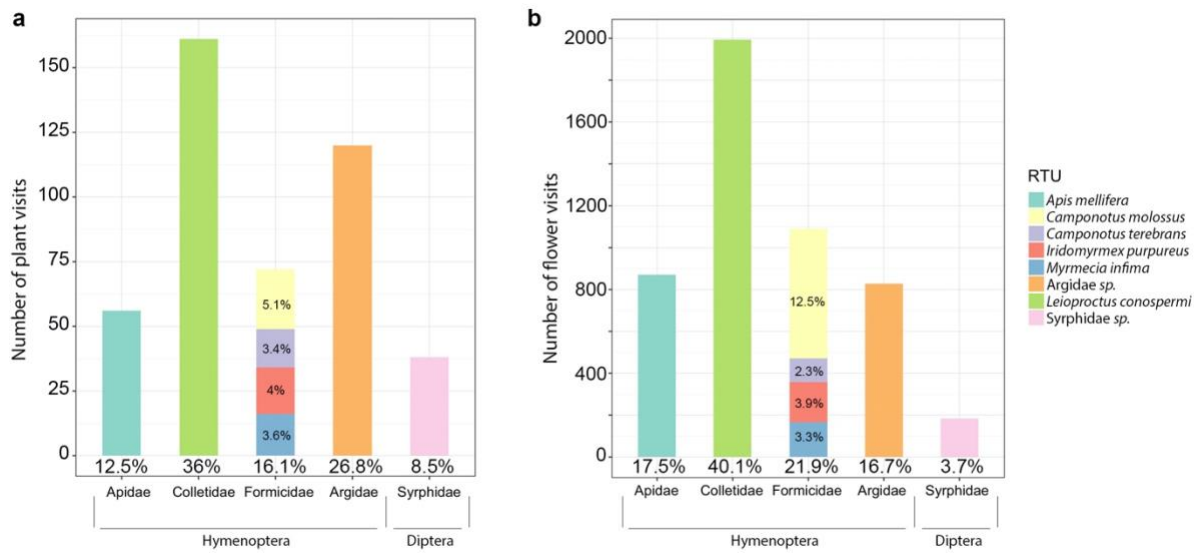 a
Number of plant visits
150
125
100
75
50
25
0
5.1%
3.4%
4%
3.6%
12.5% 36% 16.1% 26.8% 8.5%
Apidae Colletidae Formicidae Argidae Syrphidae
Hymenoptera Diptera
b
Number of flower visits
2000
1600
1200
800
400
0
12.5%
2.3%
3.9%
3.3%
17.5% 40.1% 21.9% 16.7% 3.7%
Apidae Colletidae Formicidae Argidae Syrphidae
Hymenoptera Diptera
RTU
Apis mellifera
Camponotus molossus
Camponotus terebrans
Iridomyrmex purpureus
Myrmecia infima
Argidae sp.
Leioproctus conospermi
Syrphidae sp.